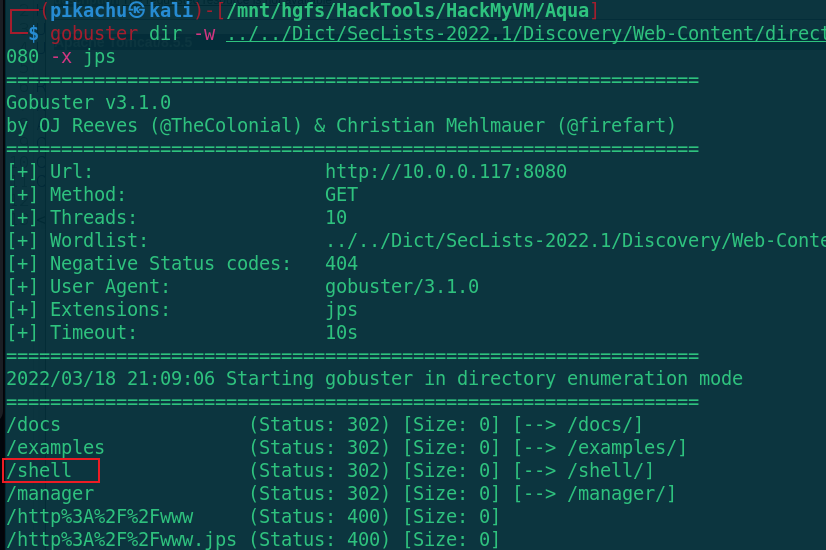 (pikachu㉿kali)-[/mnt/hgfs/HackTools/HackMyVM/Aqua]
$ gobuster dir -w ../../Dict/SecLists-2022.1/Discovery/Web-Content/direct
080 -x jps
===============================================================
Gobuster v3.1.0
by OJ Reeves (@TheColonial) & Christian Mehlmauer (@firefart)
===============================================================
[+] Url:                     http://10.0.0.117:8080
[+] Method:                  GET
[+] Threads:                 10
[+] Wordlist:                ../../Dict/SecLists-2022.1/Discovery/Web-Conte
[+] Negative Status codes:   404
[+] User Agent:              gobuster/3.1.0
[+] Extensions:              jps
[+] Timeout:                 10s
===============================================================
2022/03/18 21:09:06 Starting gobuster in directory enumeration mode
===============================================================
/docs                 (Status: 302) [Size: 0] [--> /docs/]
/examples             (Status: 302) [Size: 0] [--> /examples/]
/shell                (Status: 302) [Size: 0] [--> /shell/]
/manager              (Status: 302) [Size: 0] [--> /manager/]
/http%3A%2F%2Fwww     (Status: 400) [Size: 0]
/http%3A%2F%2Fwww.jps (Status: 400) [Size: 0]